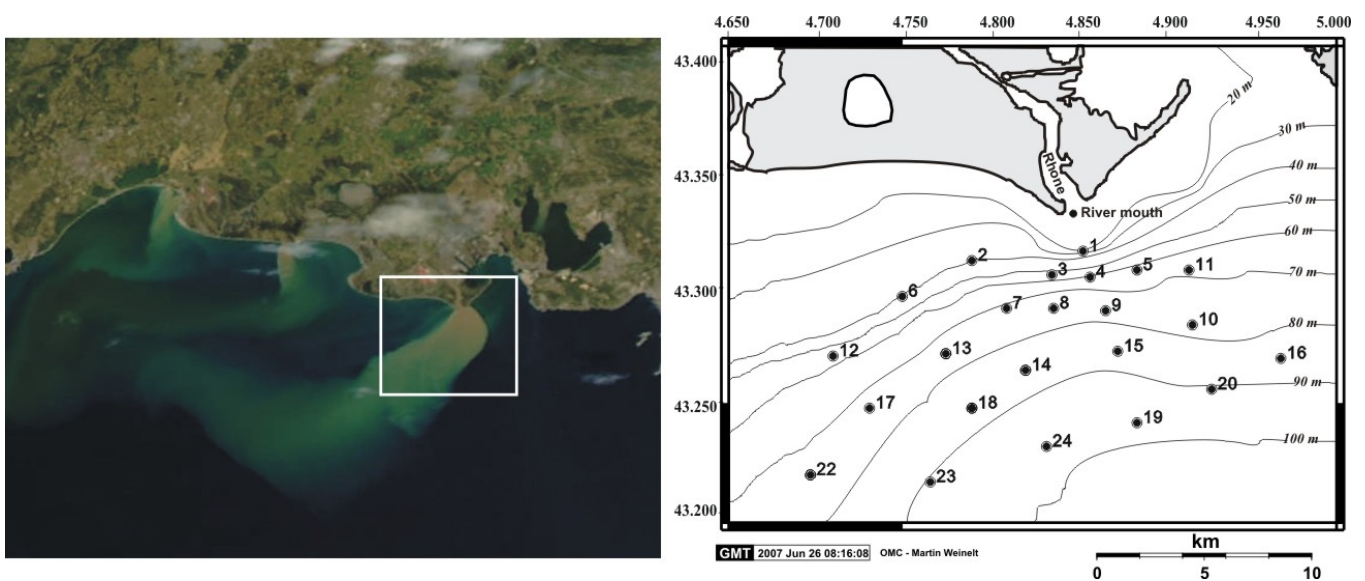 4.650 4.700 4.750 4.800 4.850 4.900 4.950 5.000
43.400
20 m
30 m
43.350
40 m
Rhone
50 m
River mouth
60 m
1
2
3 4 5 11
70 m
43.300
6
7 8 9
10
80 m
12 13
15
16
14
20
90 m
43.250
17 18
19
24
100 m
22 23
43.200
GMT 2007 Jun 26 08:16:08 OMC - Martin Weinelt
km
0 5 10